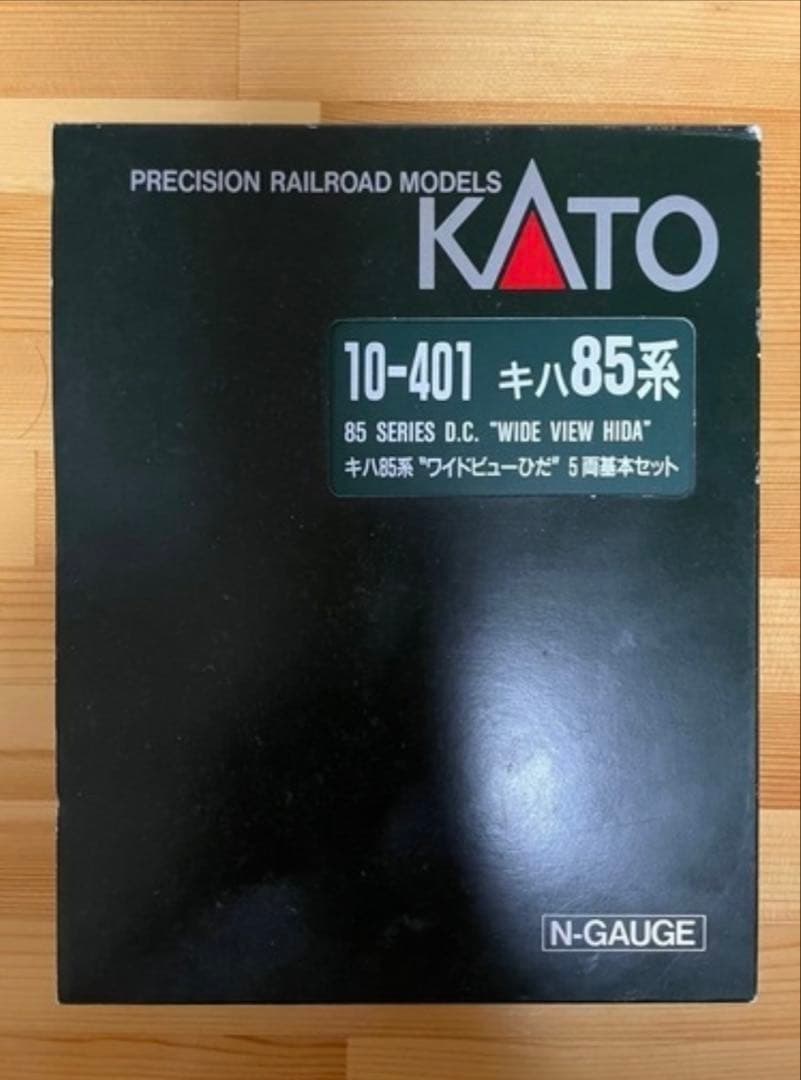 PRECISION RAILROAD MODELS
KATO
10-401 キハ85系
85 SERIES D.C. "WIDE VIEW HIDA"
キハ85系 "ワイドビューひだ" 5両基本セット
N-GAUGE